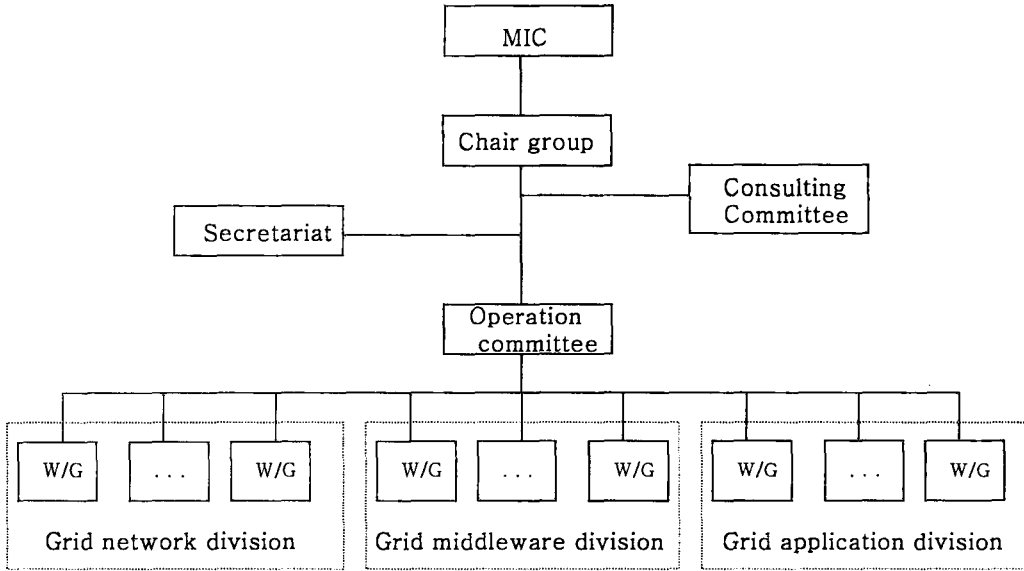 MIC
Chair group
Consulting
Committee
Secretariat
Operation
committee
W/G
...
W/G
W/G
...
W/G
W/G
...
W/G
Grid network division
Grid middleware division
Grid application division